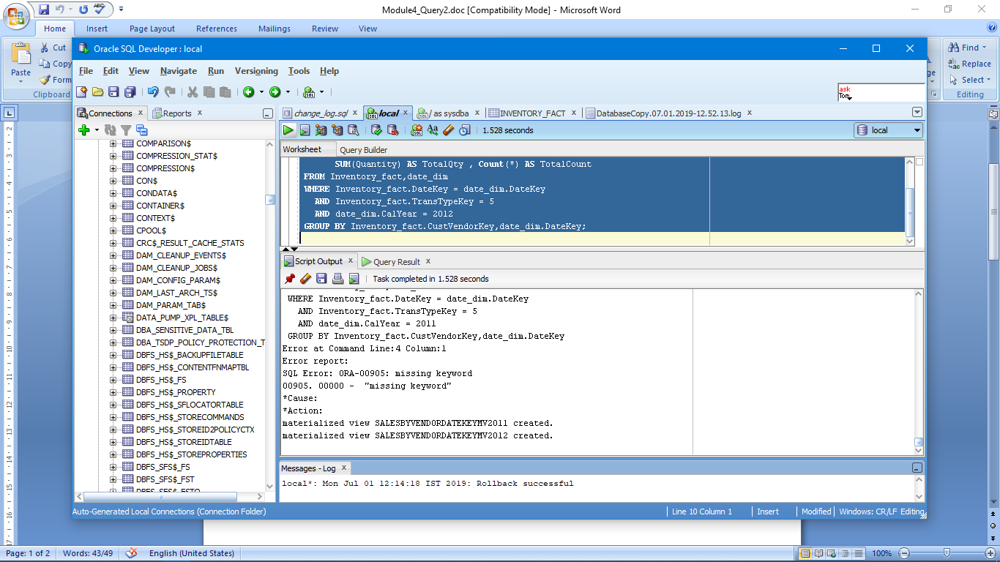 Module4_Query2.doc [Compatibility Mode] - Microsoft Word
Home Insert Page Layout References Mailings Review View
Paste
Cut
Copy
Form
Clipboard
Find
Replace
Select
Editing
Oracle SQL Developer : local
File Edit View Navigate Run Versioning Tools Help
ask
Tom
Connections x
Reports x
change_log.sql x
local x
/ as sysdba x
INVENTORY_FACT x
DatabaseCopy.07.01.2019-12.52.13.log x
1.528 seconds
local
Worksheet Query Builder
SUM(Quantity) AS TotalQty , Count(*) AS TotalCount
FROM Inventory_fact,date_dim
WHERE Inventory_fact.DateKey = date_dim.DateKey
AND Inventory_fact.TransTypeKey = 5
AND date_dim.CalYear = 2012
GROUP BY Inventory_fact.CustVendorKey,date_dim.DateKey;
COMPARISON$
COMPRESSION_STAT$
COMPRESSION$
CON$
CONDATA$
CONTAINER$
CONTEXT$
CPOOL$
CRC$_RESULT_CACHE_STATS
DAM_CLEANUP_EVENTS$
DAM_CLEANUP_JOBS$
DAM_CONFIG_PARAM$
DAM_LAST_ARCH_TS$
DAM_PARAM_TAB$
DATA_PUMP_XPL_TABLE$
DBA_SENSITIVE_DATA_TBL
DBA_TSDP_POLICY_PROTECTION_T
DBFS_HS$_BACKUPFILETABLE
DBFS_HS$_CONTENTFNMAPTBL
DBFS_HS$_FS
DBFS_HS$_PROPERTY
DBFS_HS$_SFLOCATORTABLE
DBFS_HS$_STORECOMMANDS
DBFS_HS$_STOREID2POLICYCTX
DBFS_HS$_STOREIDTABLE
DBFS_HS$_STOREPROPERTIES
DBFS_SFS$_FS
DBFS_SFS$_FST
Script Output x
Query Result x
Task completed in 1.528 seconds
WHERE Inventory_fact.DateKey = date_dim.DateKey
AND Inventory_fact.TransTypeKey = 5
AND date_dim.CalYear = 2011
GROUP BY Inventory_fact.CustVendorKey,date_dim.DateKey
Error at Command Line:4 Column:1
Error report:
SQL Error: ORA-00905: missing keyword
00905. 00000 - "missing keyword"
*Cause:
*Action:
materialized view SALESBYVENDORDATEKEYMV2011 created.
materialized view SALESBYVENDORDATEKEYMV2012 created.
Messages - Log x
local*: Mon Jul 01 12:14:18 IST 2019: Rollback successful
Auto-Generated Local Connections (Connection Folder)
Line 10 Column 1 Insert Modified Windows: CR/LF Editing
Page: 1 of 2 Words: 43/49 English (United States) 100%